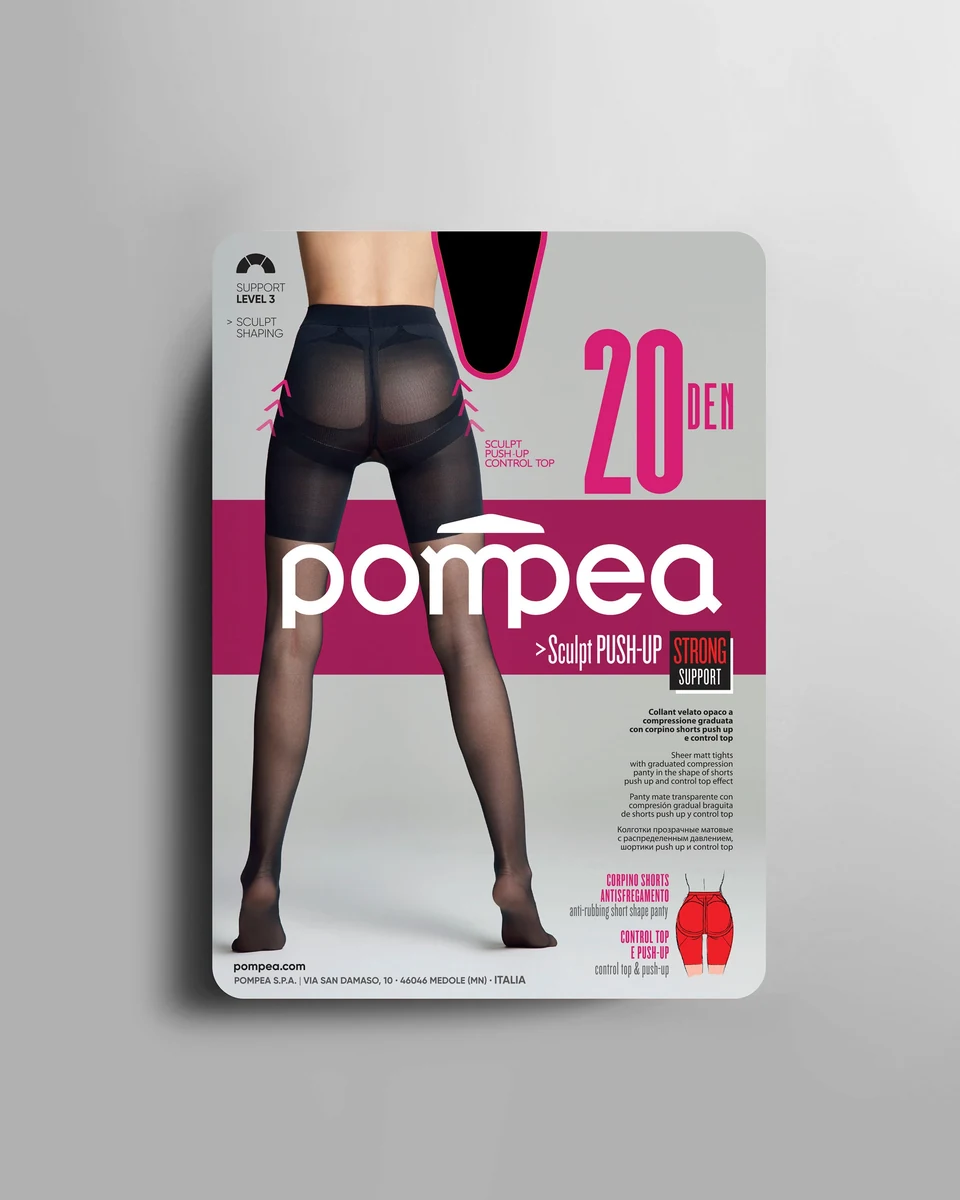 SUPPORT
LEVEL 3
> SCULPT
SHAPING
20 DEN
SCULPT
PUSH-UP
CONTROL TOP
pompea
>Sculpt PUSH-UP
STRONG
SUPPORT
Collant velato opaco a
compressione graduata
con corpino shorts push up
e control top
Sheer matt tights
with graduated compression
panty in the shape of shorts
push up and control top effect
Panty mate transparente con
compresión gradual braguita
de shorts push up y control top
Колготки прозрачные матовые
с распределенным давлением,
шортики push up и control top
CORPINO SHORTS
ANTISFREGAMENTO
anti-rubbing short shape panty
CONTROL TOP
E PUSH-UP
control top & push-up
pompea.com
POMPEA S.P.A. | VIA SAN DAMASO, 10 · 46046 MEDOLE (MN) · ITALIA